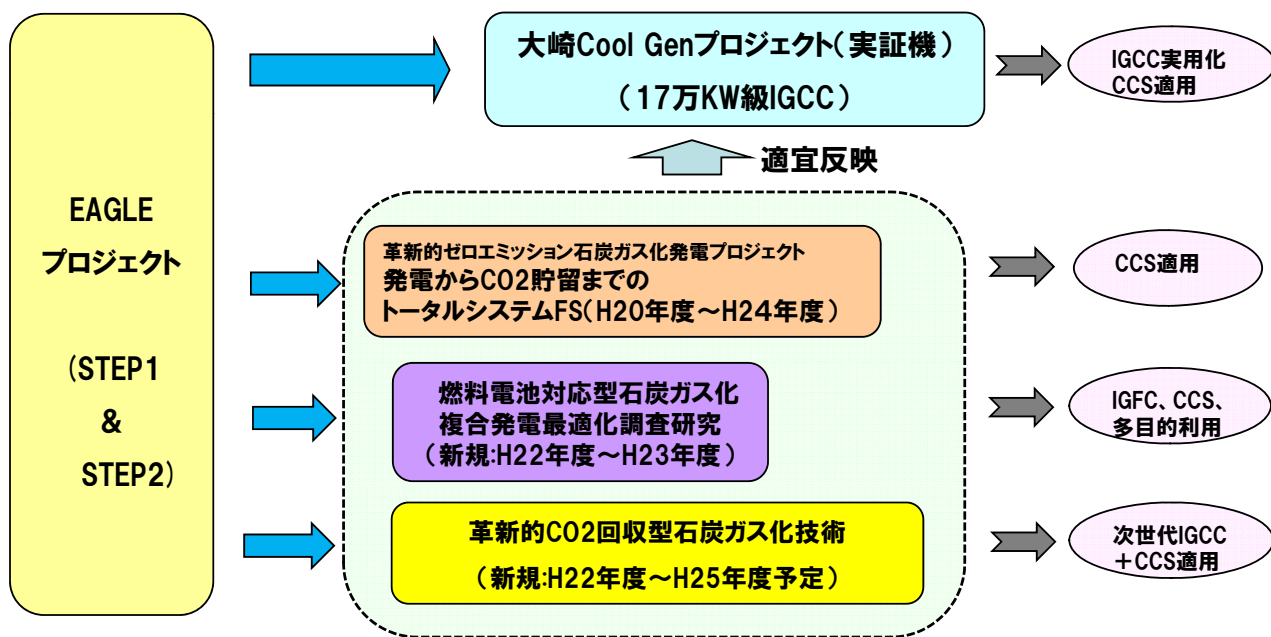 EAGLE
プロジェクト
(STEP1
&
STEP2)
大崎Cool Genプロジェクト(実証機)
(17万KW級IGCC)
IGCC実用化
CCS適用
適宜反映
革新的ゼロエミッション石炭ガス化発電プロジェクト
発電からCO2貯留までの
トータルシステムFS(H20年度～H24年度)
CCS適用
燃料電池対応型石炭ガス化
複合発電最適化調査研究
(新規:H22年度～H23年度)
IGFC、CCS、
多目的利用
革新的CO2回収型石炭ガス化技術
(新規:H22年度～H25年度予定)
次世代IGCC
＋CCS適用